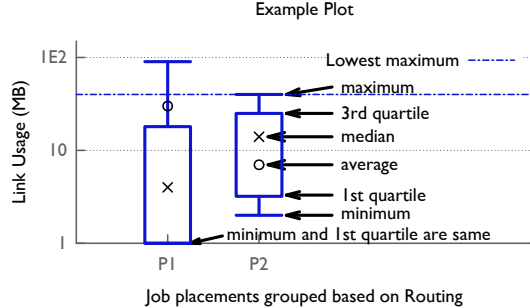 Example Plot
1E2
Lowest maximum
maximum
3rd quartile
median
10
average
1st quartile
minimum
1
minimum and 1st quartile are same
P1
P2
Link Usage (MB)
Job placements grouped based on Routing